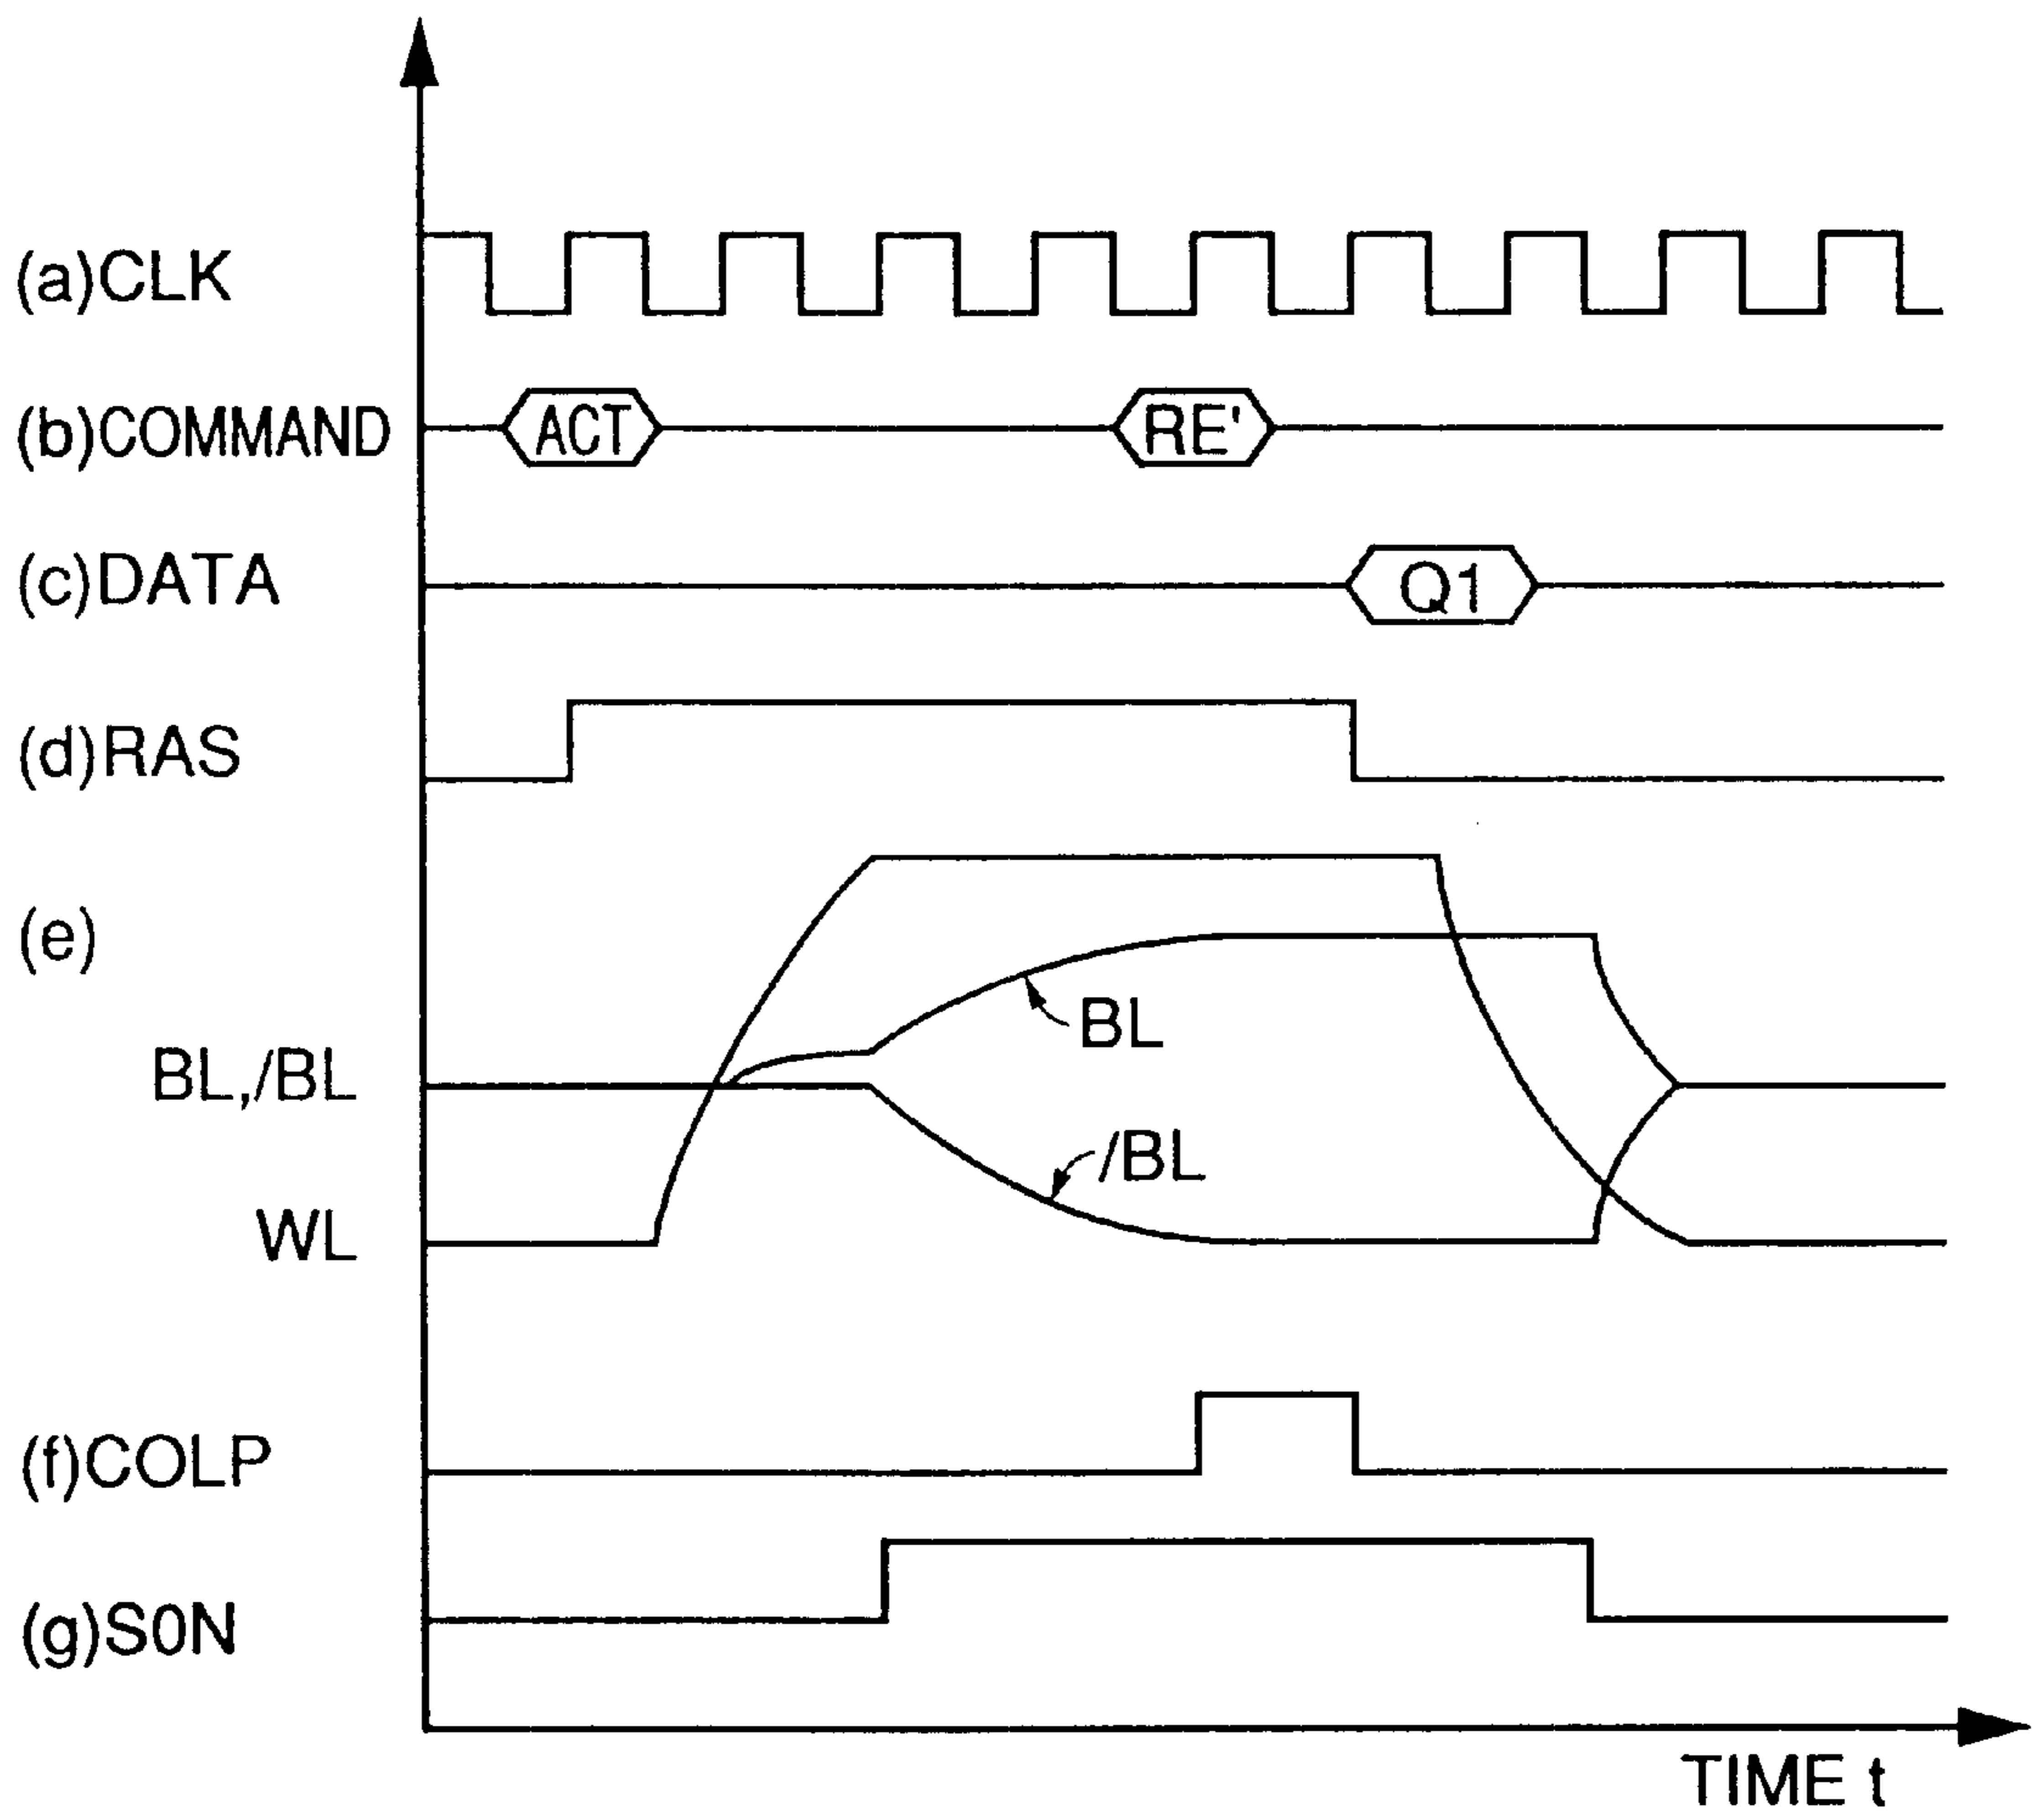 (a)CLK
(b)COMMAND
ACT
RE'
(c)DATA
Q1
(d)RAS
(e)
BL
BL,/BL
/BL
WL
(f)COLP
(g)S0N
TIME t